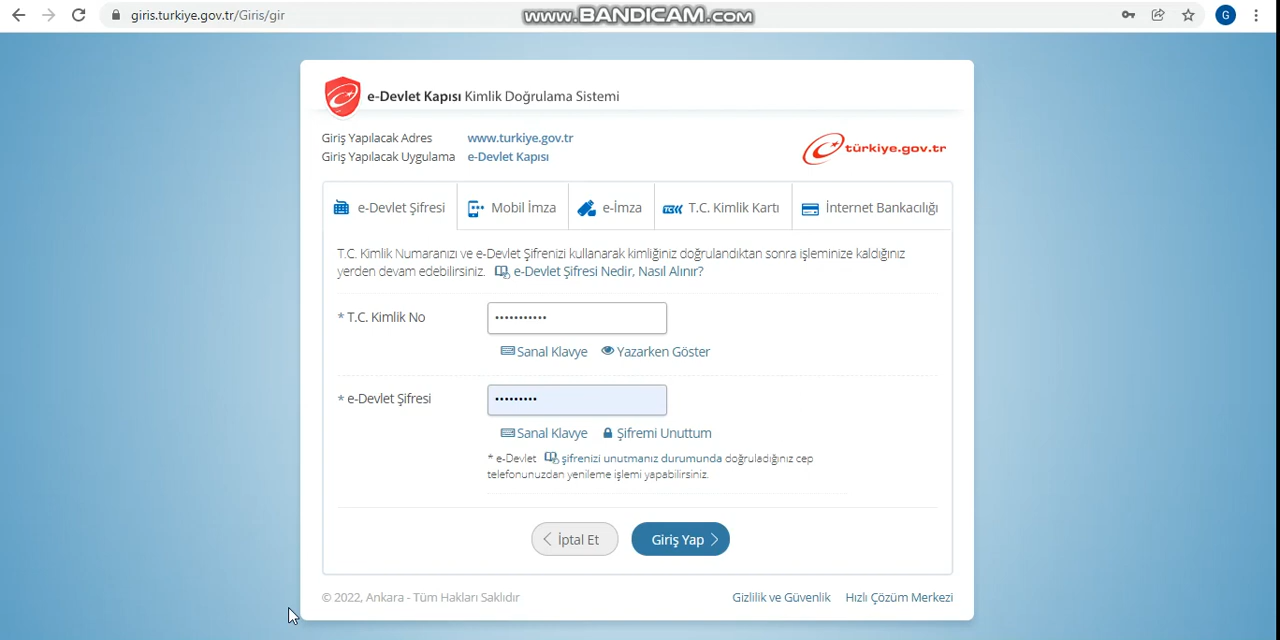 giris.turkiye.gov.tr/Giris/gir
www.BANDICAM.com
G
e-Devlet Kapısı Kimlik Doğrulama Sistemi
Giriş Yapılacak Adres www.turkiye.gov.tr
Giriş Yapılacak Uygulama e-Devlet Kapısı
türkiye.gov.tr
e-Devlet Şifresi Mobil İmza e-İmza T.C. Kimlik Kartı İnternet Bankacılığı
T.C. Kimlik Numaranızı ve e-Devlet Şifrenizi kullanarak kimliğiniz doğrulandıktan sonra işleminize kaldığınız
yerden devam edebilirsiniz. e-Devlet Şifresi Nedir, Nasıl Alınır?
* T.C. Kimlik No •••••••••••
Sanal Klavye Yazarken Göster
* e-Devlet Şifresi •••••••••
Sanal Klavye Şifremi Unuttum
* e-Devlet şifrenizi unutmanız durumunda doğruladığınız cep
telefonunuzdan yenileme işlemi yapabilirsiniz.
İptal Et Giriş Yap
© 2022, Ankara - Tüm Hakları Saklıdır Gizlilik ve Güvenlik Hızlı Çözüm Merkezi